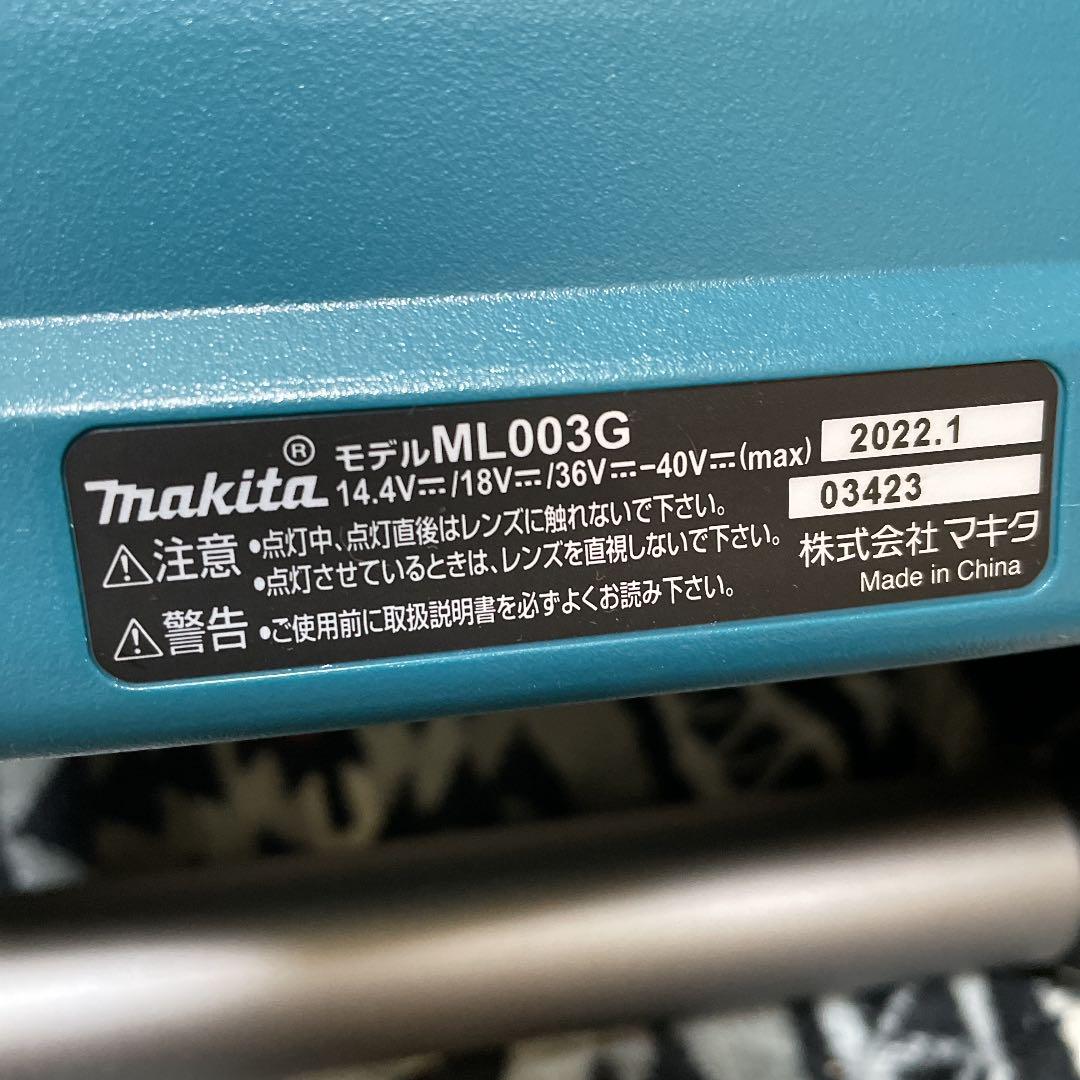 makita® モデルML003G 2022.1
14.4V⎓/18V⎓/36V⎓-40V⎓(max) 03423
⚠注意 •点灯中、点灯直後はレンズに触れないで下さい。
•点灯させているときは、レンズを直視しないで下さい。
株式会社 マキタ
⚠警告 •ご使用前に取扱説明書を必ずよくお読み下さい。
Made in China